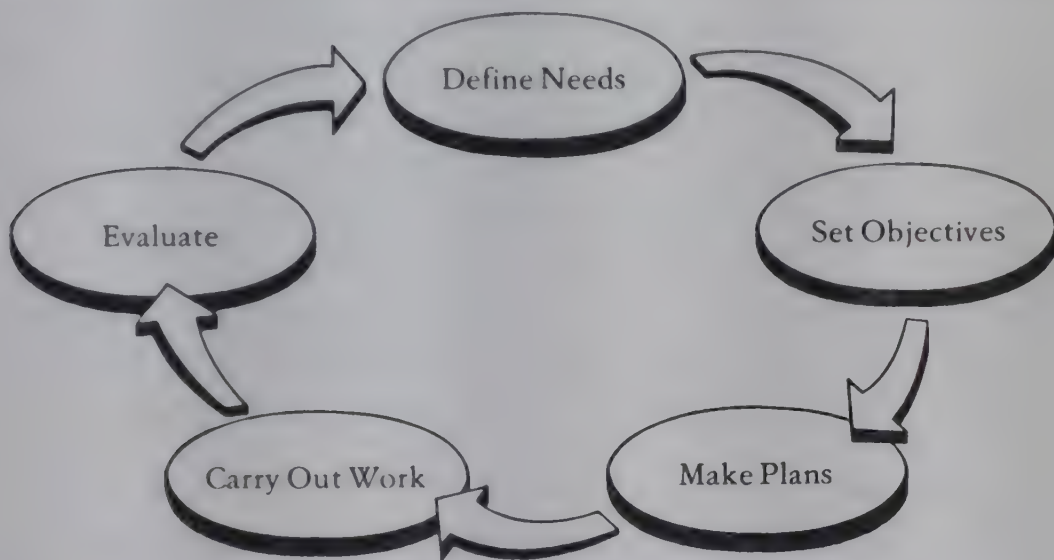 Define Needs
Set Objectives
Make Plans
Carry Out Work
Evaluate